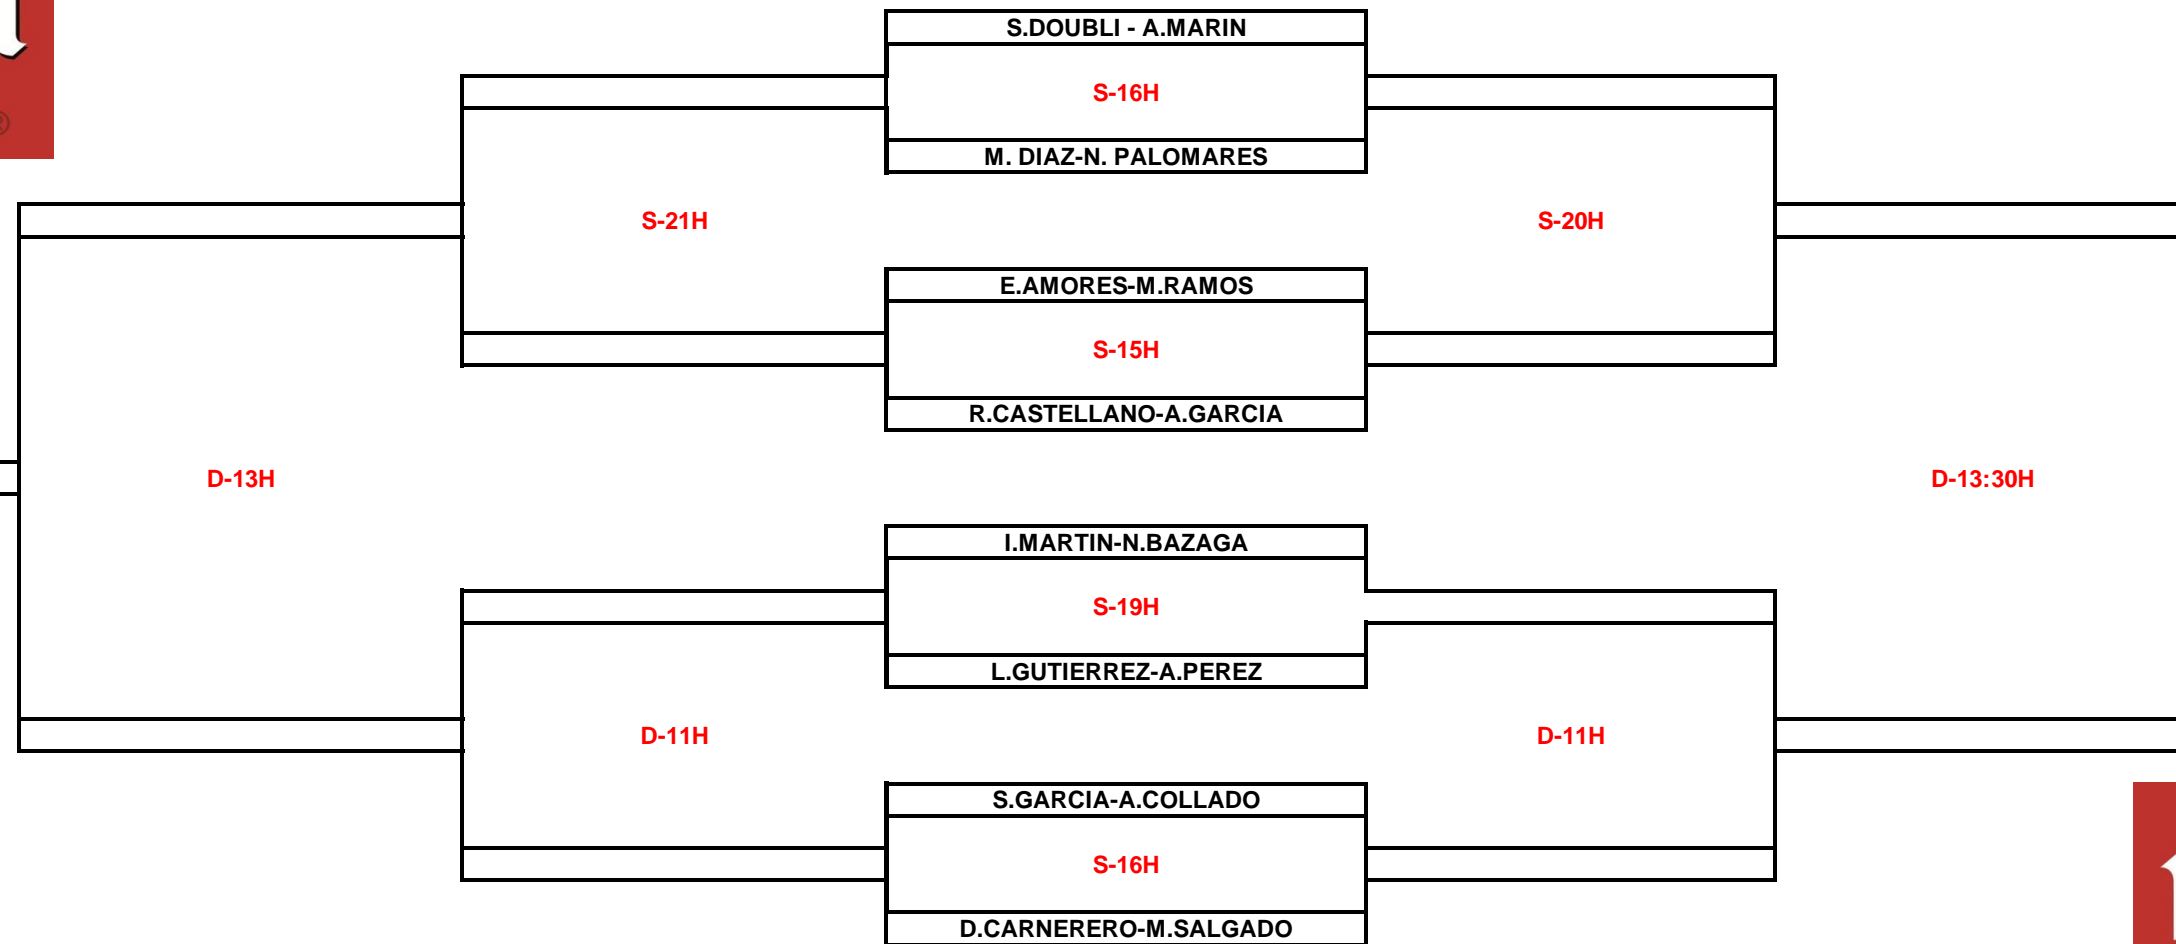 S.DOUBLI - A.MARIN
S-16H
M. DIAZ-N. PALOMARES
S-21H
S-20H
E.AMORES-M.RAMOS
S-15H
R.CASTELLANO-A.GARCIA
D-13H
D-13:30H
I.MARTIN-N.BAZAGA
S-19H
L.GUTIERREZ-A.PEREZ
D-11H
D-11H
S.GARCIA-A.COLLADO
S-16H
D.CARNERERO-M.SALGADO